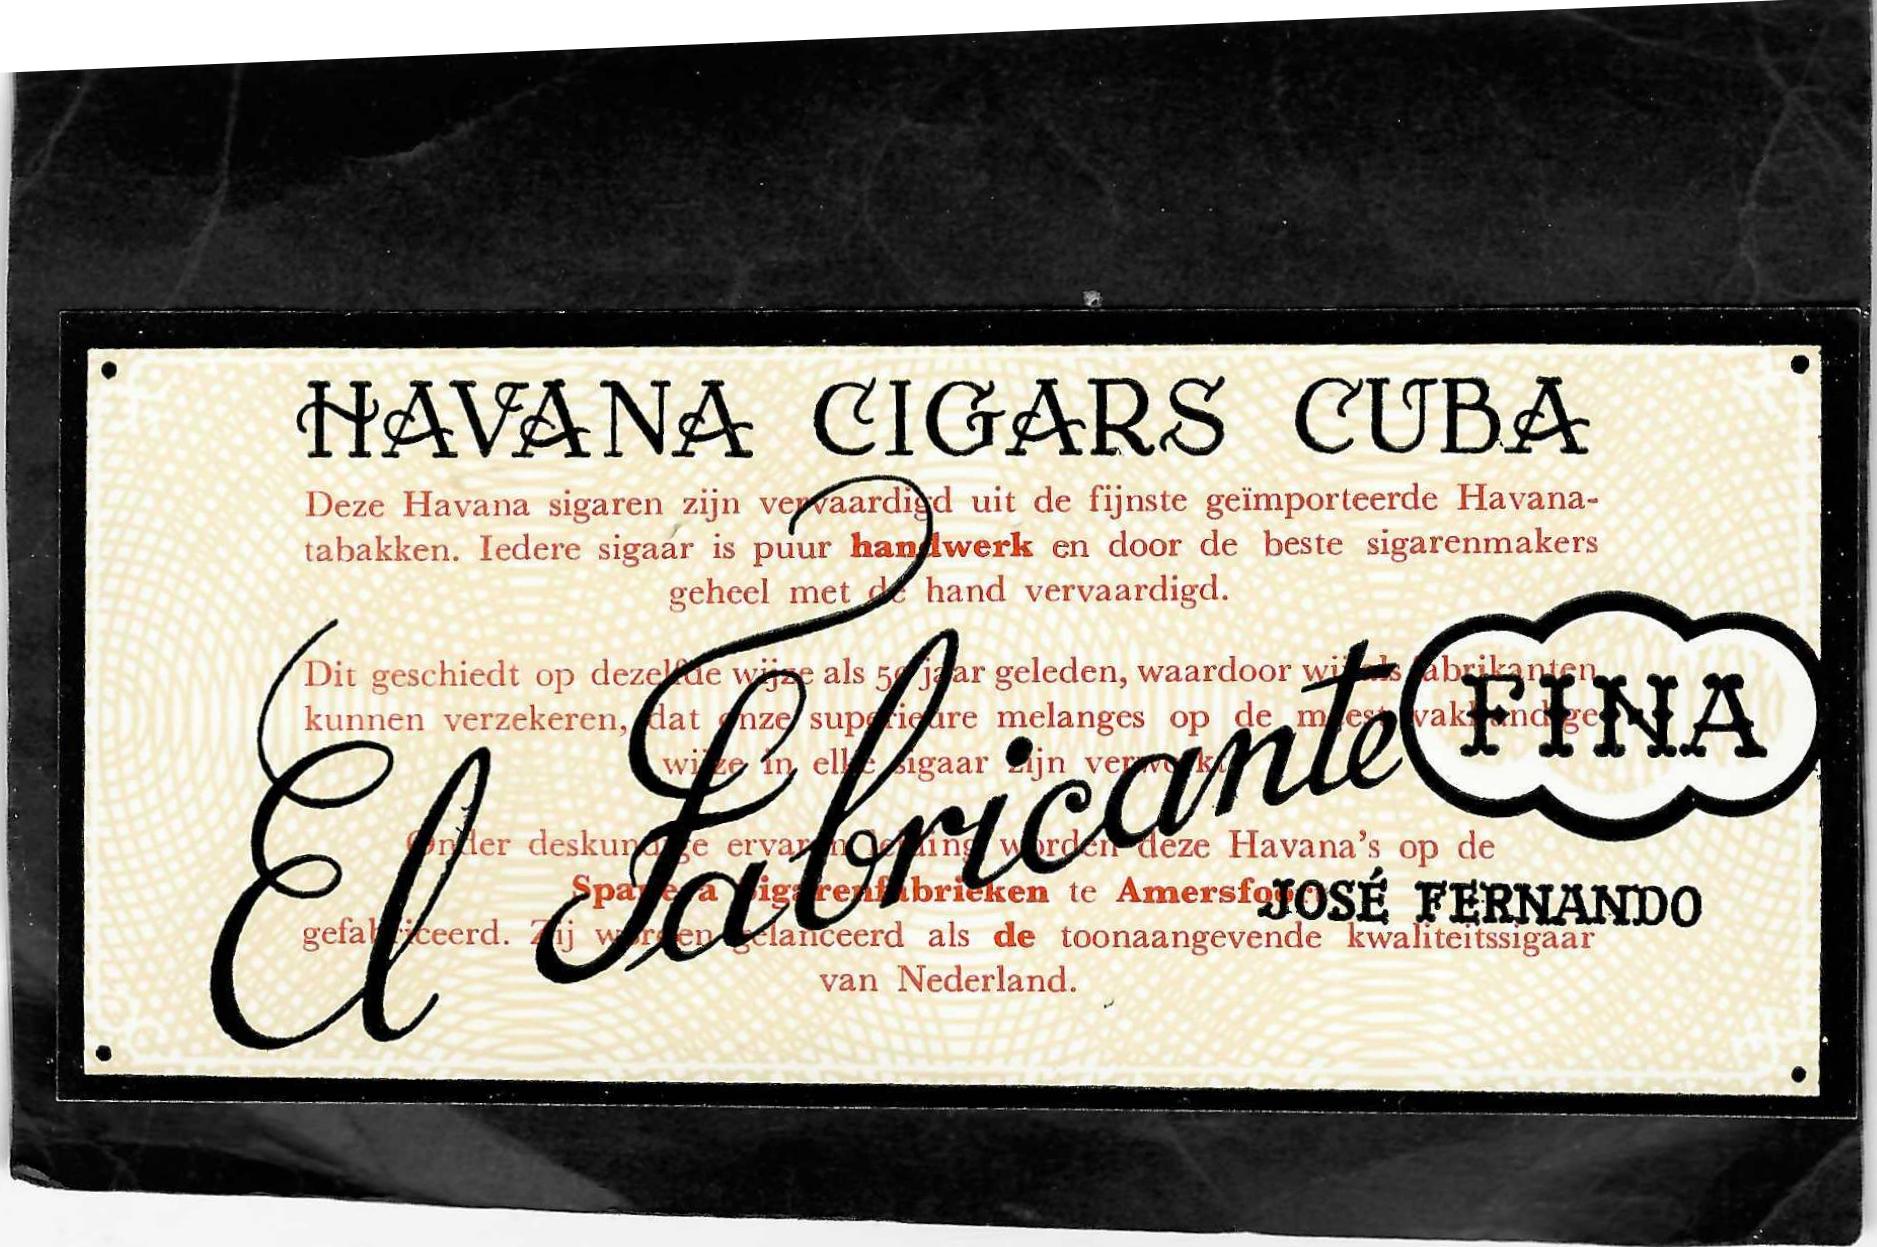 HAVANA CIGARS CUBA
Deze Havana sigaren zijn vervaardigd uit de fijnste geïmporteerde Havana-
tabakken. Iedere sigaar is puur handwerk en door de beste sigarenmakers
geheel met de hand vervaardigd.
Dit geschiedt op dezelfde wijze als 50 jaar geleden, waardoor wij als fabrikanten
kunnen verzekeren, dat onze superieure melanges op de meest vakkundige
wijze in elke sigaar zijn verwerkt.
Onder deskundige ervaren leiding worden deze Havana's op de
Sigarenfabrieken te Amersfoort
gefabriceerd. Zij worden gelanceerd als de toonaangevende kwaliteitssigaar
van Nederland.
El Fabricante
FINA
JOSÉ FERNANDO